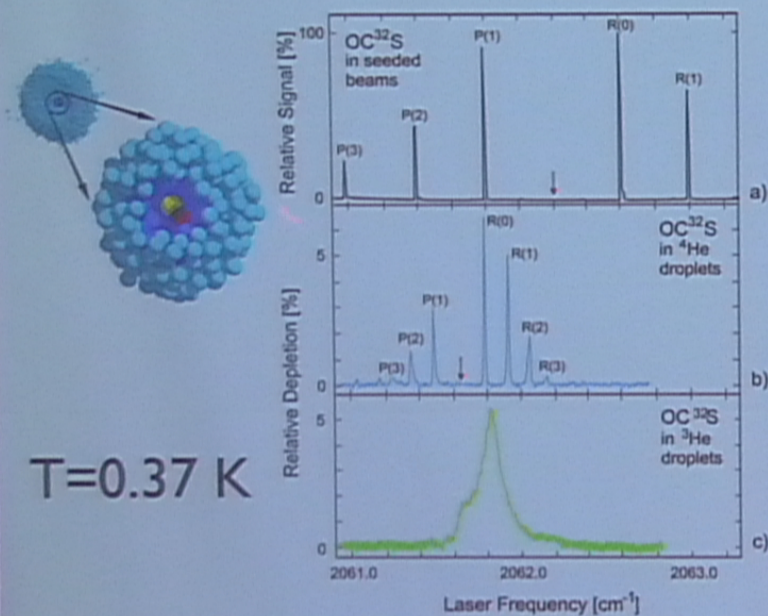 OC³²S
in seeded
beams
Relative Signal [%]
100
0
P(3)
P(2)
P(1)
R(0)
R(1)
a)
OC³²S
in ⁴He
droplets
Relative Depletion [%]
5
0
P(3)
P(2)
P(1)
R(0)
R(1)
R(2)
R(3)
b)
OC³²S
in ³He
droplets
5
0
c)
T=0.37 K
2061.0
2062.0
2063.0
Laser Frequency [cm⁻¹]